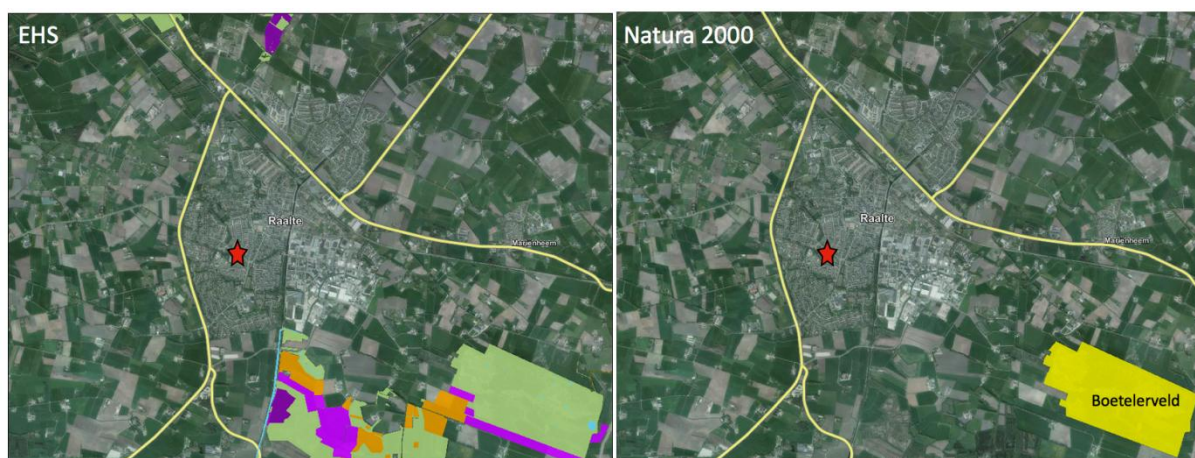 EHS
Natura 2000
Raalte
Mariënheem
Raalte
Mariënheem
Boetelerveld